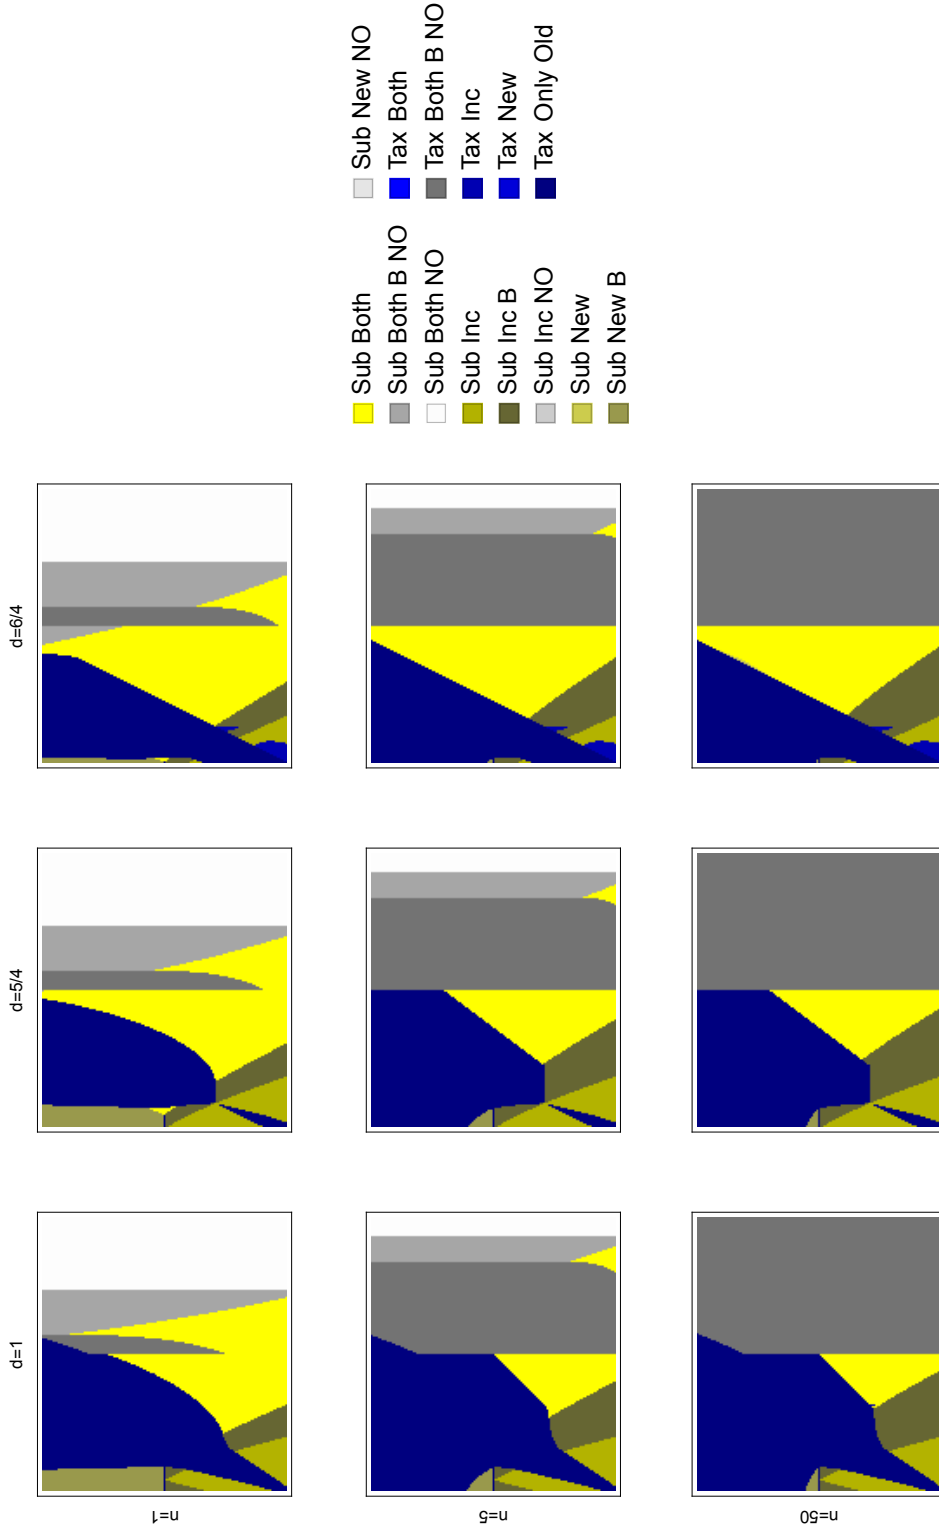 d=1
d=5/4
d=6/4
n=1
n=5
n=50
Sub Both
Sub Both B NO
Sub Both NO
Sub Inc
Sub Inc B
Sub Inc NO
Sub New
Sub New B
Sub New NO
Tax Both
Tax Both B NO
Tax Inc
Tax New
Tax Only Old